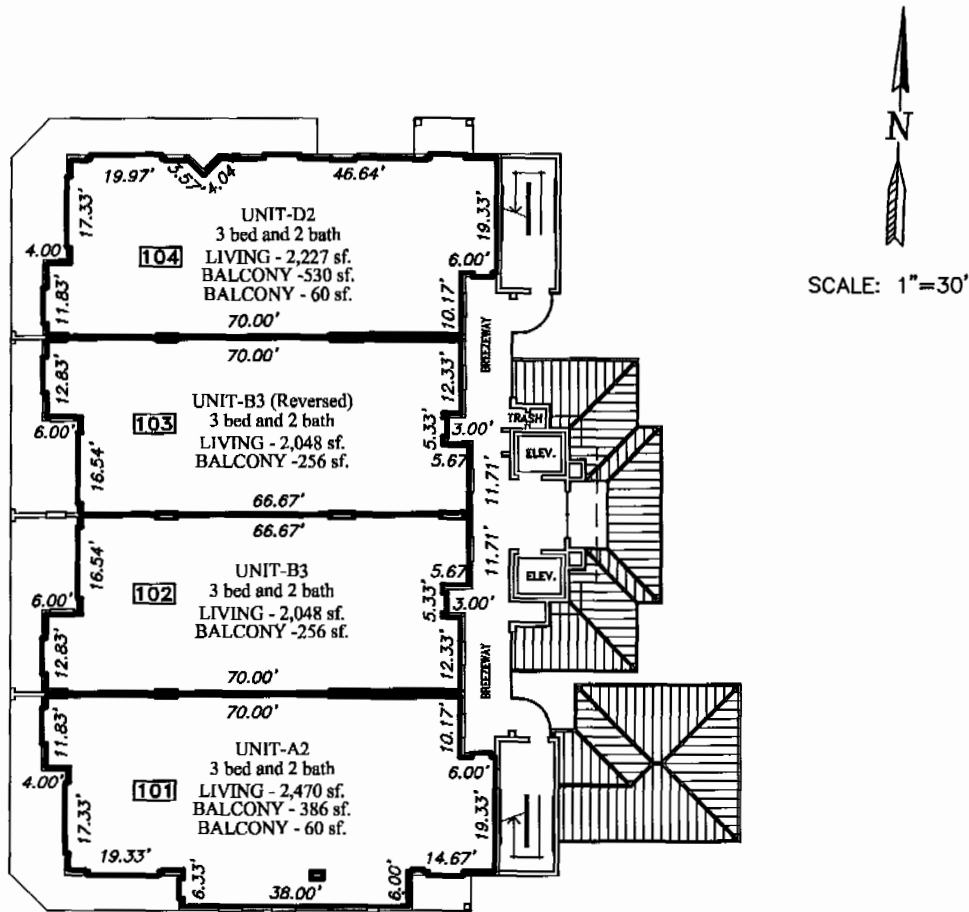 N
SCALE: 1"=30'
19.97'
3.57'
4.04
46.64'
17.33'
19.33'
4.00'
11.83'
104
UNIT-D2
3 bed and 2 bath
LIVING - 2,227 sf.
BALCONY -530 sf.
BALCONY - 60 sf.
6.00'
10.17'
70.00'
BREEZEWAY
70.00'
12.83'
12.33'
103
UNIT-B3 (Reversed)
3 bed and 2 bath
LIVING - 2,048 sf.
BALCONY -256 sf.
6.00'
16.54'
5.33'
3.00'
5.67
11.71'
TRASH
ELEV.
66.67'
66.67'
16.54'
11.71'
5.67
ELEV.
102
UNIT-B3
3 bed and 2 bath
LIVING - 2,048 sf.
BALCONY -256 sf.
6.00'
12.83'
5.33'
3.00'
12.33'
BREEZEWAY
70.00'
70.00'
11.83'
10.17'
4.00'
101
UNIT-A2
3 bed and 2 bath
LIVING - 2,470 sf.
BALCONY - 386 sf.
BALCONY - 60 sf.
6.00'
17.33'
19.33'
19.33'
6.33'
38.00'
6.00'
14.67'